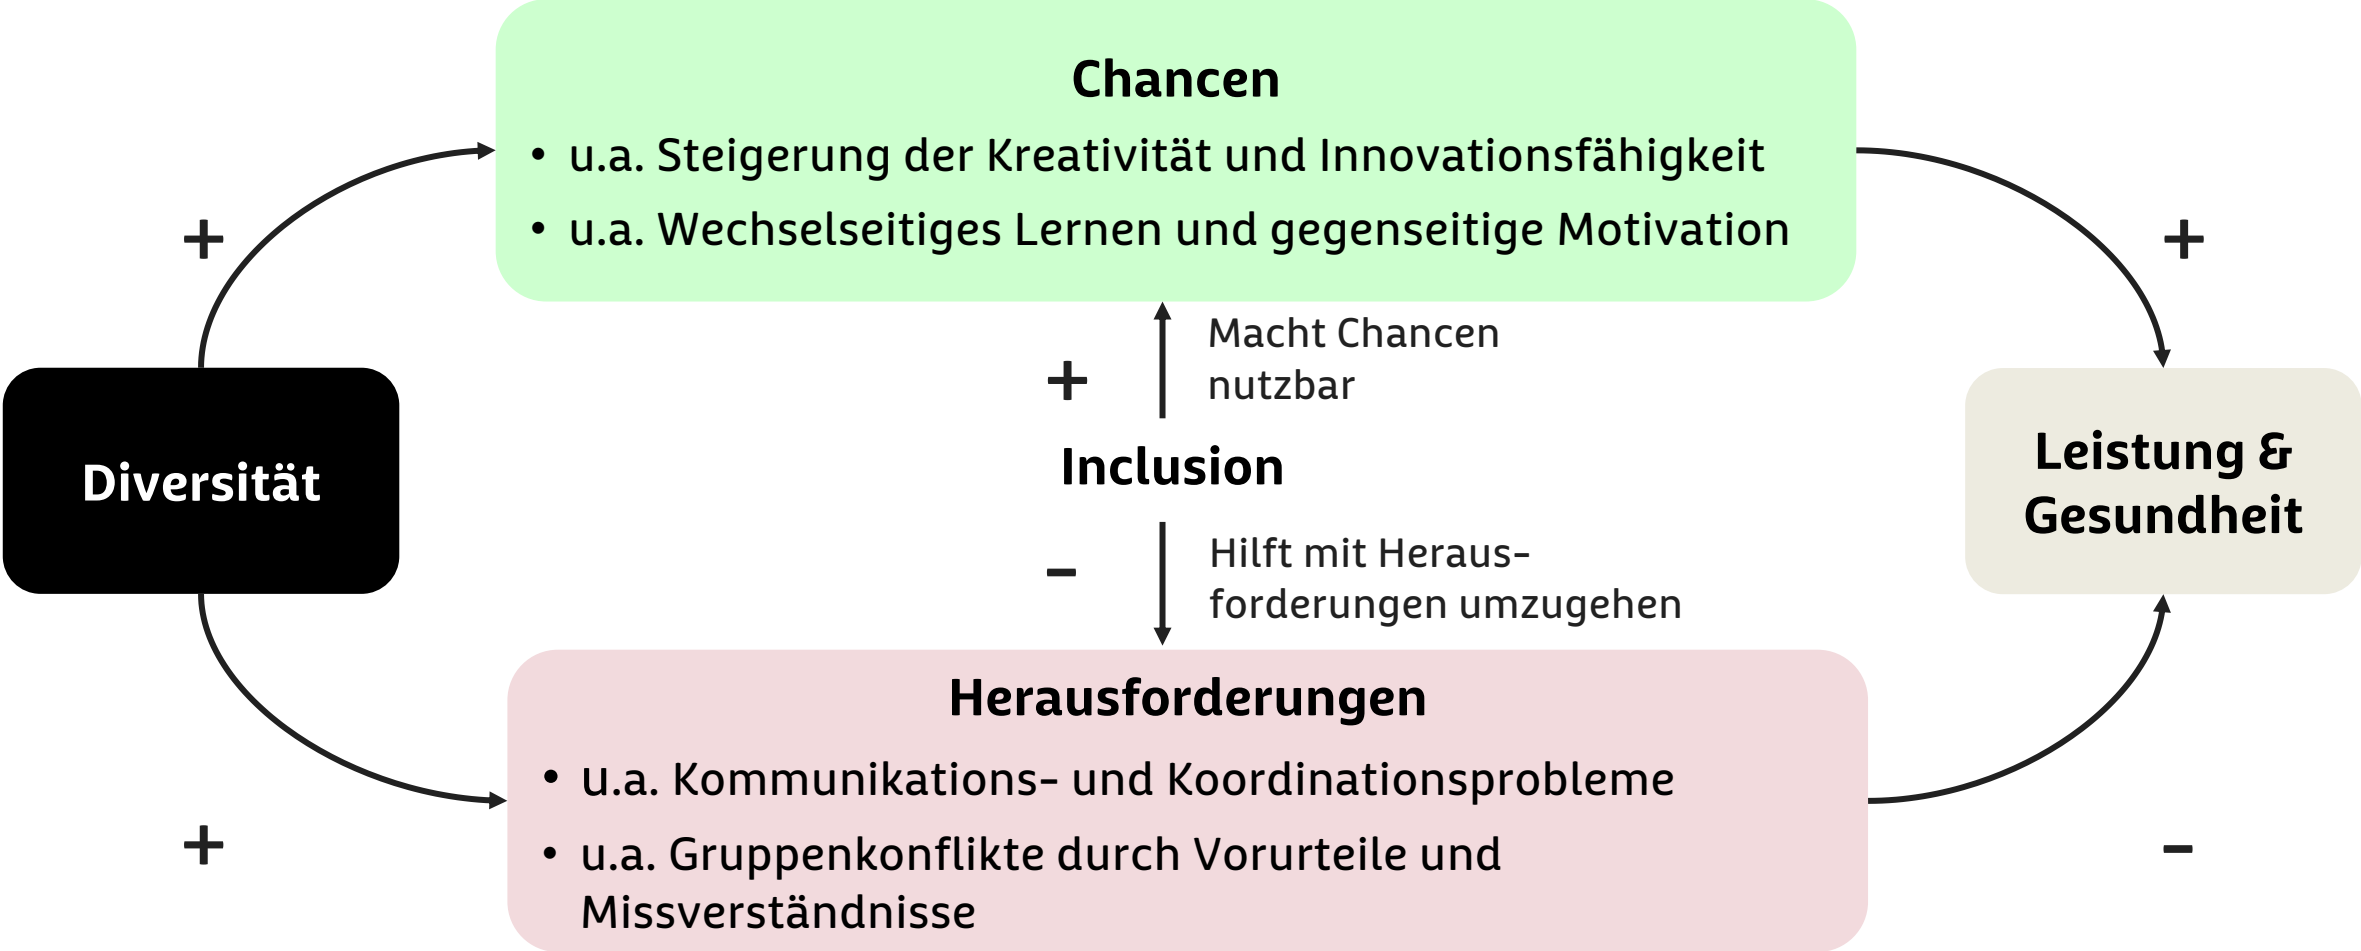 Chancen
• u.a. Steigerung der Kreativität und Innovationsfähigkeit
• u.a. Wechselseitiges Lernen und gegenseitige Motivation
+
+
Macht Chancen
nutzbar
+
Diversität
Inclusion
Leistung &
Gesundheit
–
Hilft mit Heraus-
forderungen umzugehen
Herausforderungen
• u.a. Kommunikations- und Koordinationsprobleme
• u.a. Gruppenkonflikte durch Vorurteile und
Missverständnisse
+
–